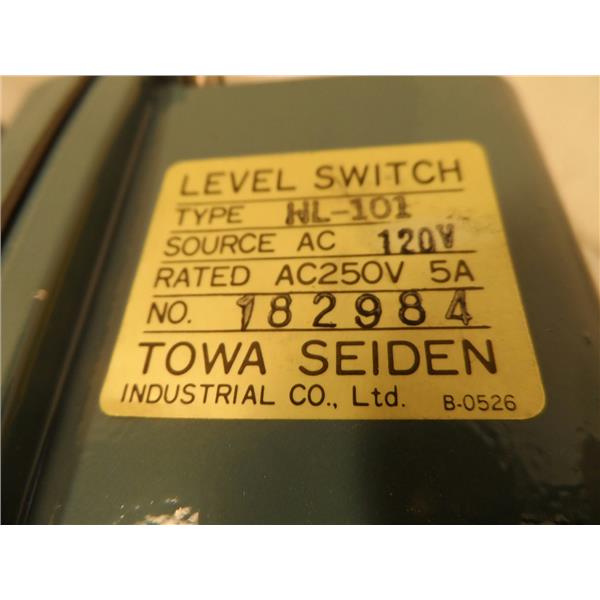 LEVEL SWITCH
TYPE HL-101
SOURCE AC 120V
RATED AC250V 5A
NO. 182984
TOWA SEIDEN
INDUSTRIAL CO., Ltd. B-0526